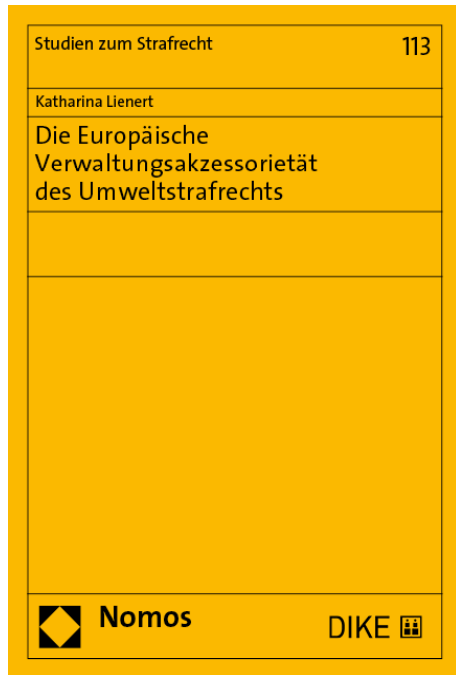 Studien zum Strafrecht 113
Katharina Lienert
Die Europäische
Verwaltungsakzessorietät
des Umweltstrafrechts
Nomos
DIKE